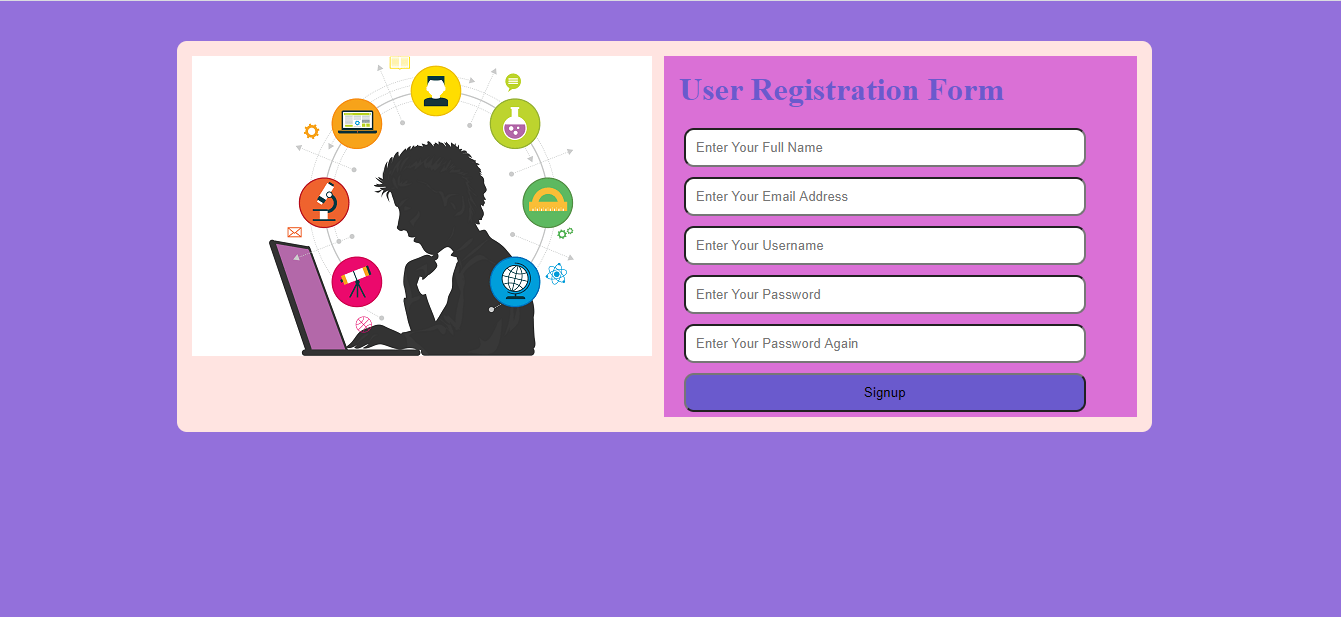 User Registration Form
Enter Your Full Name
Enter Your Email Address
Enter Your Username
Enter Your Password
Enter Your Password Again
Signup